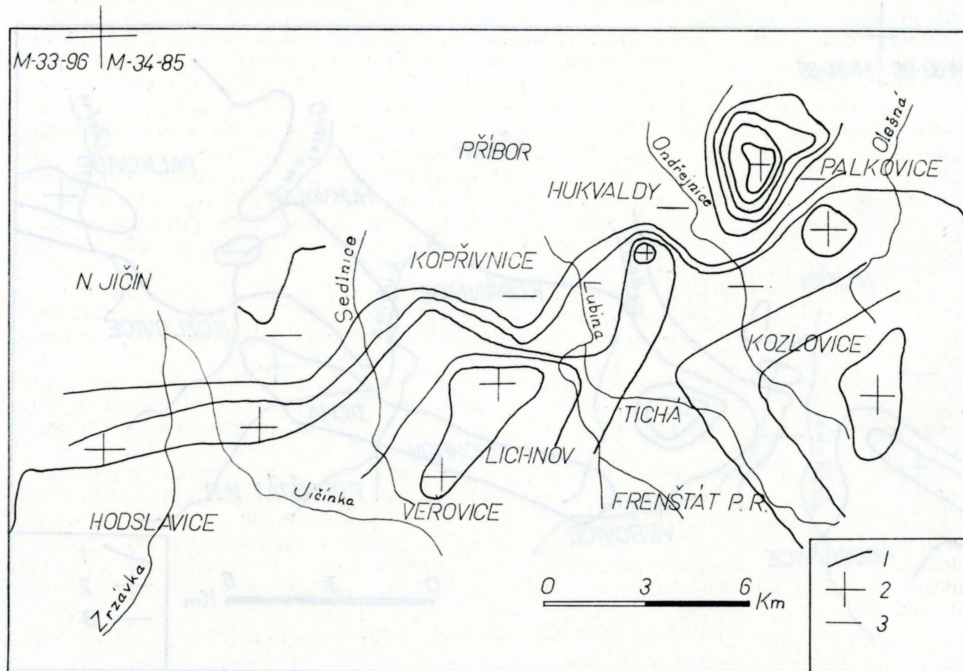 M-33-96 M-34-85
PŘÍBOR
Ondřejnice
Olešná
PALKOVICE
HUKVALDY
N. JIČÍN
Sedlnice
KOPŘIVNICE
Lubina
KOZLOVICE
TICHÁ
LICHNOV
Jičínka
VEROVICE
FRENŠTÁT P. R.
HODSLAVICE
Zrzávka
0 3 6 Km
1
2
3